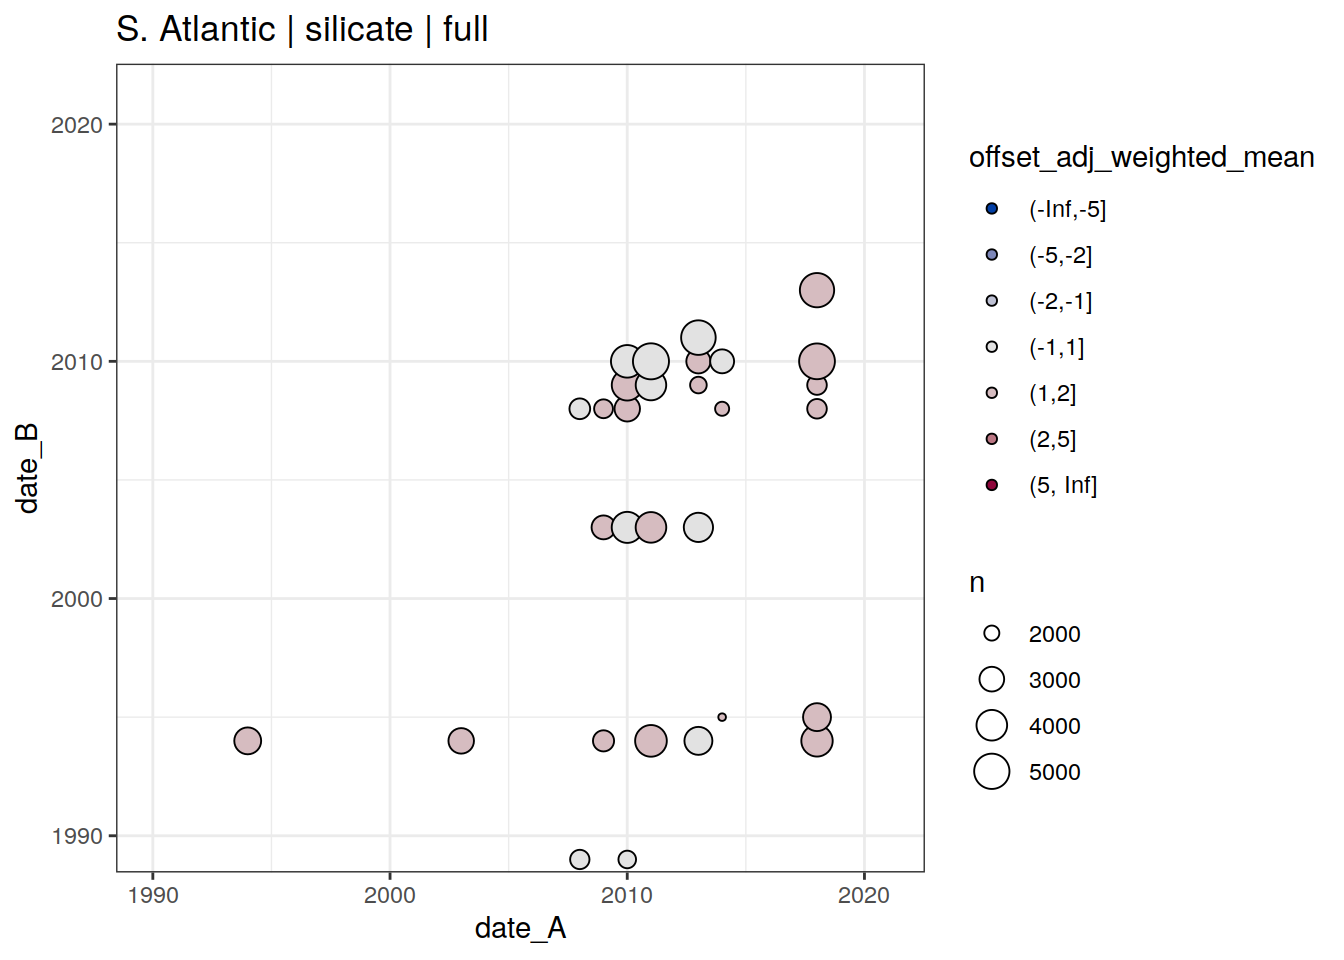 S. Atlantic | silicate | full
date_B
2020
2010
2000
1990
1990
2000
2010
2020
date_A
offset_adj_weighted_mean
(-Inf,-5]
(-5,-2]
(-2,-1]
(-1,1]
(1,2]
(2,5]
(5, Inf]
n
2000
3000
4000
5000